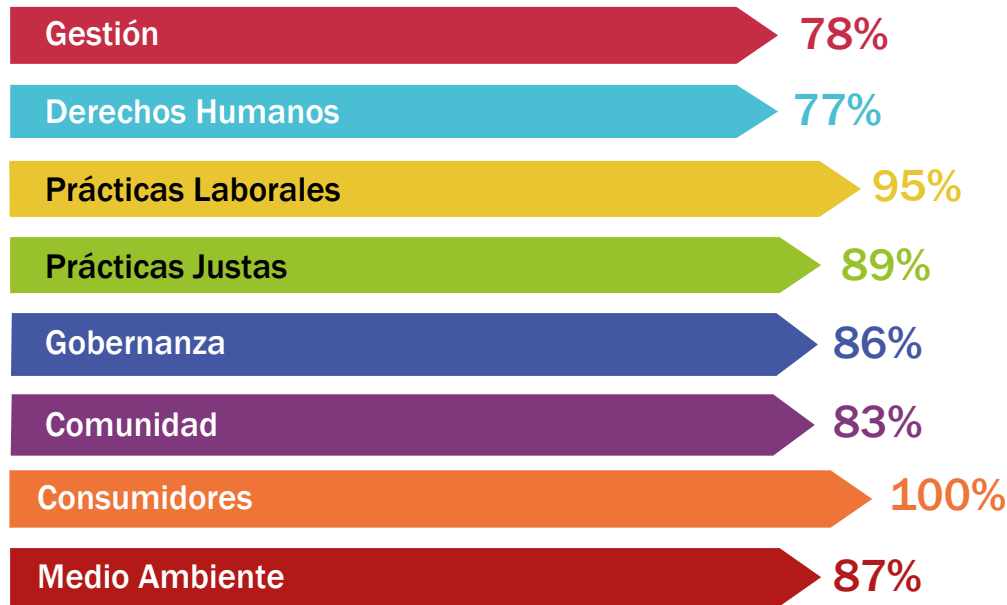 Gestión 78%
Derechos Humanos 77%
Prácticas Laborales 95%
Prácticas Justas 89%
Gobernanza 86%
Comunidad 83%
Consumidores 100%
Medio Ambiente 87%